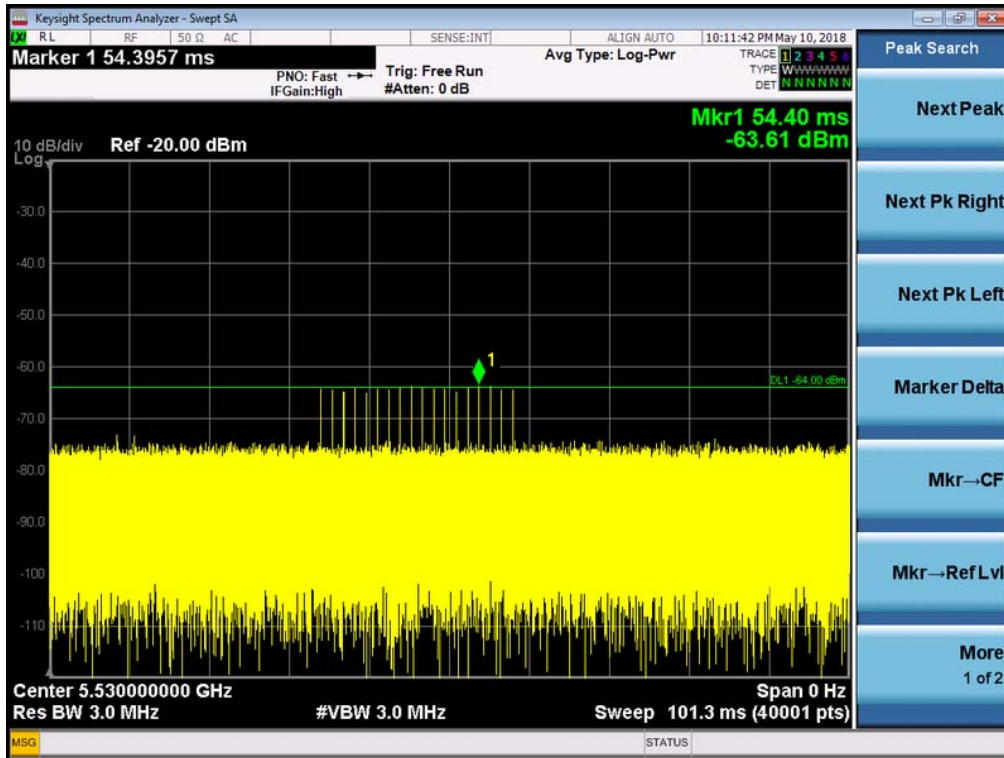 Keysight Spectrum Analyzer - Swept SA
LXI RL RF 50 Ω AC SENSE:INT ALIGN AUTO 10:11:42 PM May 10, 2018
Marker 1 54.3957 ms
PNO: Fast
IFGain:High
Trig: Free Run
#Atten: 0 dB
Avg Type: Log-Pwr
TRACE 1 2 3 4 5 6
TYPE WWWWWW
DET N N N N N N
Peak Search
Mkr1 54.40 ms
-63.61 dBm
10 dB/div Ref -20.00 dBm
Log
-30.0
-40.0
-50.0
-60.0
1
DL1 -64.00 dBm
-70.0
-80.0
-90.0
-100
-110
Center 5.530000000 GHz Span 0 Hz
Res BW 3.0 MHz #VBW 3.0 MHz Sweep 101.3 ms (40001 pts)
MSG STATUS
Next Peak
Next Pk Right
Next Pk Left
Marker Delta
Mkr→CF
Mkr→Ref Lvl
More
1 of 2